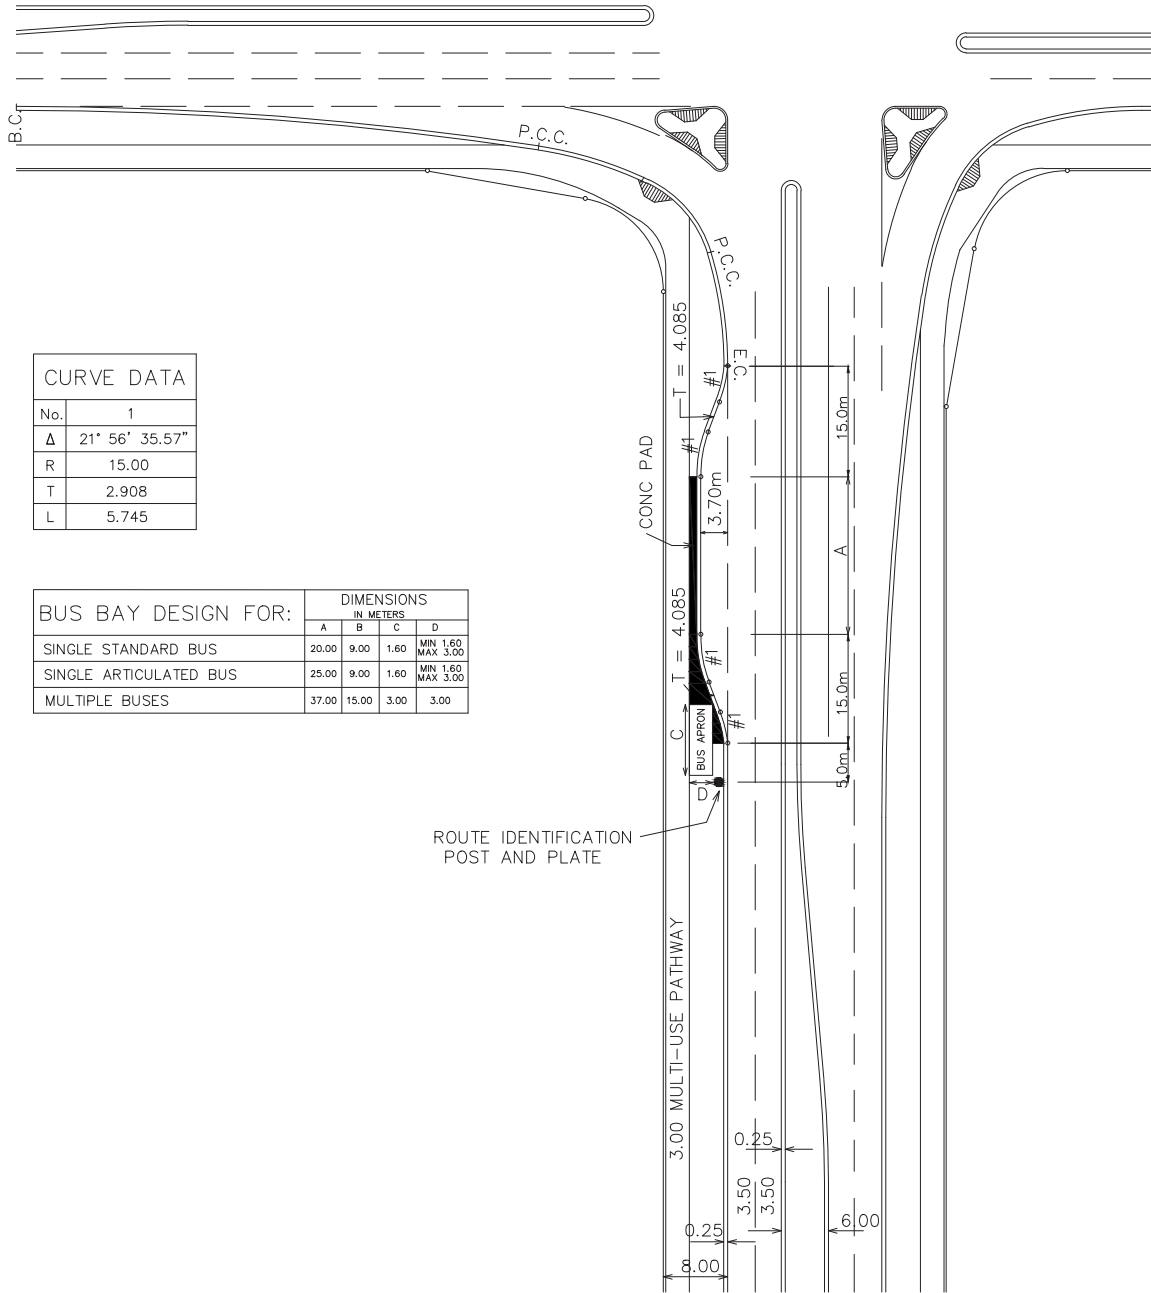 B.C.
P.C.C.
P.C.C.
E.C.
T = 4.085
#1
#1
15.0m
CONC PAD
3.70m
A
CURVE DATA
No. 1
Δ 21° 56' 35.57"
R 15.00
T 2.908
L 5.745
BUS BAY DESIGN FOR: DIMENSIONS
IN METERS
A B C D
SINGLE STANDARD BUS 20.00 9.00 1.60 MIN 1.60
MAX 3.00
SINGLE ARTICULATED BUS 25.00 9.00 1.60 MIN 1.60
MAX 3.00
MULTIPLE BUSES 37.00 15.00 3.00 3.00
T = 4.085
#1
#1
15.0m
C
BUS APRON
5.0m
D
ROUTE IDENTIFICATION
POST AND PLATE
3.00 MULTI-USE PATHWAY
0.25
3.50
3.50
6.00
0.25
8.00